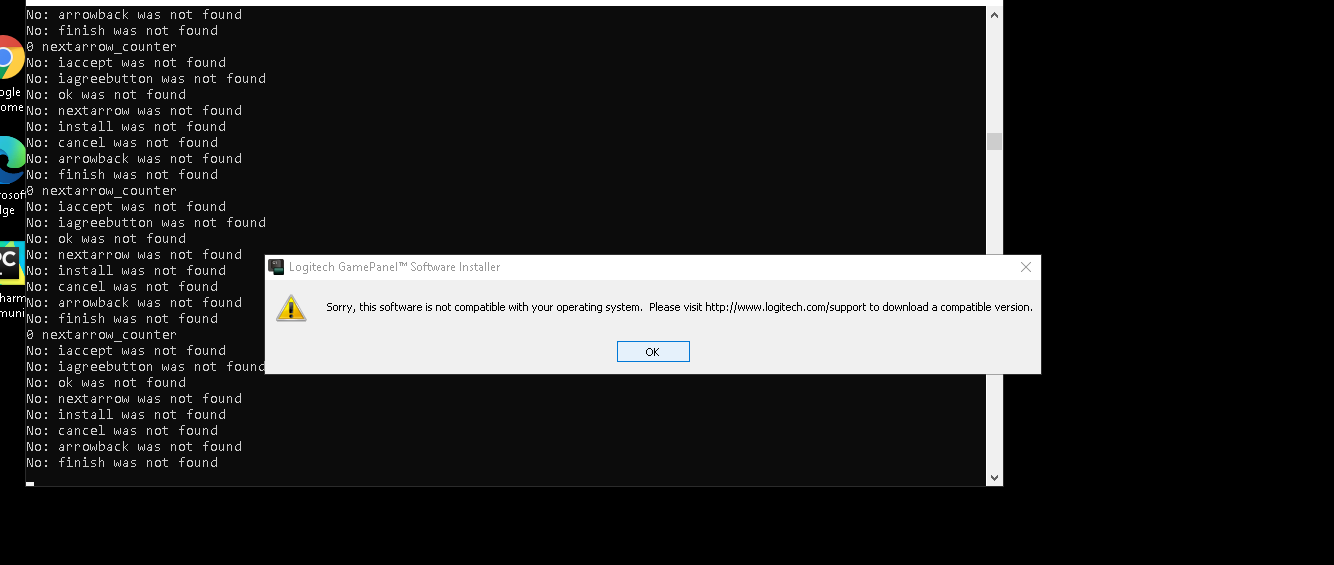 No: arrowback was not found
No: finish was not found
0 nextarrow_counter
No: iaccept was not found
No: iagreebutton was not found
No: ok was not found
No: nextarrow was not found
No: install was not found
No: cancel was not found
No: arrowback was not found
No: finish was not found
0 nextarrow_counter
No: iaccept was not found
No: iagreebutton was not found
No: ok was not found
No: nextarrow was not found
No: install was not found
No: cancel was not found
No: arrowback was not found
No: finish was not found
0 nextarrow_counter
No: iaccept was not found
No: iagreebutton was not found
No: ok was not found
No: nextarrow was not found
No: install was not found
No: cancel was not found
No: arrowback was not found
No: finish was not found
ogle
ome
rosoft
dge
PC
harm
muni
Logitech GamePanel™ Software Installer
Sorry, this software is not compatible with your operating system. Please visit http://www.logitech.com/support to download a compatible version.
OK